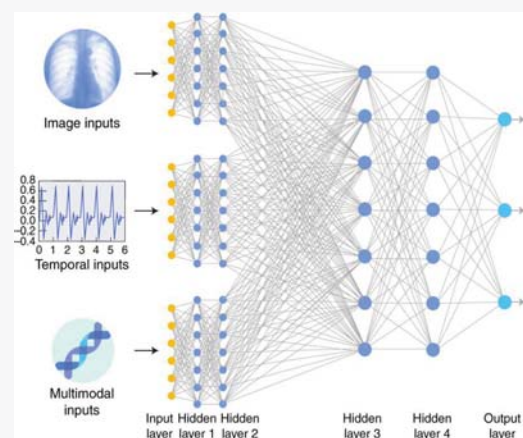 Image inputs
0.8
0.6
0.4
0.2
0.0
−0.2
−0.4
0 1 2 3 4 5 6
Temporal inputs
Multimodal
inputs
Input Hidden Hidden Hidden Hidden Output
layer layer 1 layer 2 layer 3 layer 4 layer